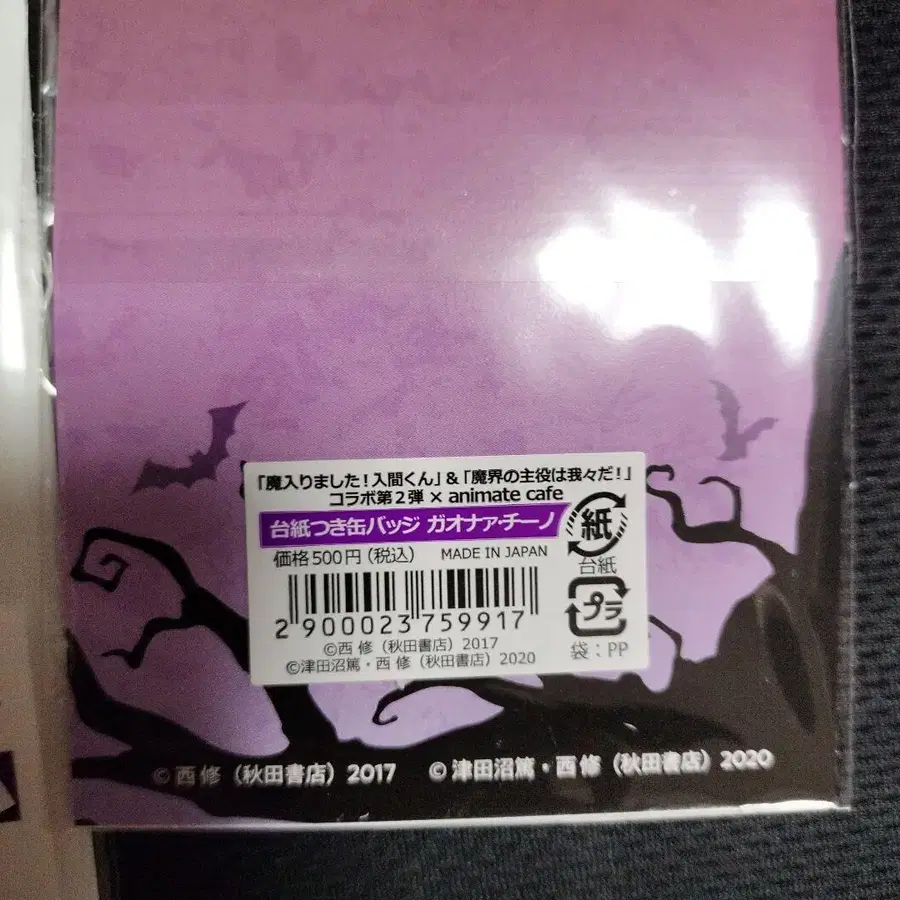 「魔入りました!入間くん」&「魔界の主役は我々だ!」
コラボ第2弾 × animate cafe
台紙つき缶バッジ ガオナァ・チーノ
価格500円(税込) MADE IN JAPAN
紙
台紙
プラ
袋:PP
2900023759917
©西 修(秋田書店)2017
©津田沼篤・西 修(秋田書店)2020
© 西 修(秋田書店)2017 © 津田沼篤・西 修(秋田書店)2020